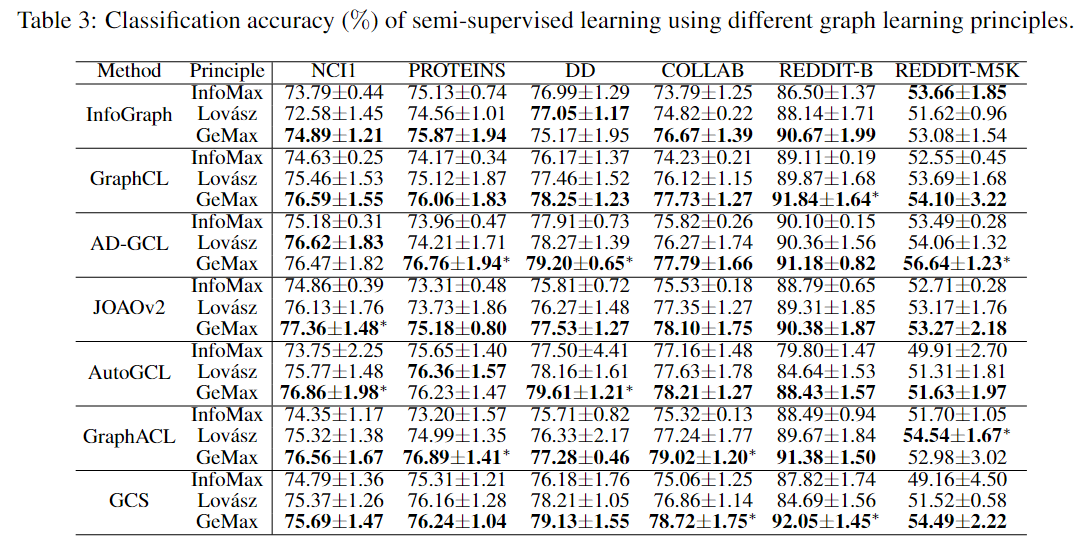 Table 3: Classification accuracy (%) of semi-supervised learning using different graph learning principles.
Method Principle NCI1 PROTEINS DD COLLAB REDDIT-B REDDIT-M5K
InfoMax 73.79±0.44 75.13±0.74 76.99±1.29 73.79±1.25 86.50±1.37 53.66±1.85
InfoGraph Lovász 72.58±1.45 74.56±1.01 77.05±1.17 74.82±0.22 88.14±1.71 51.62±0.96
GeMax 74.89±1.21 75.87±1.94 75.17±1.95 76.67±1.39 90.67±1.99 53.08±1.54
InfoMax 74.63±0.25 74.17±0.34 76.17±1.37 74.23±0.21 89.11±0.19 52.55±0.45
GraphCL Lovász 75.46±1.53 75.12±1.87 77.46±1.52 76.12±1.15 89.87±1.68 53.69±1.68
GeMax 76.59±1.55 76.06±1.83 78.25±1.23 77.73±1.27 91.84±1.64* 54.10±3.22
InfoMax 75.18±0.31 73.96±0.47 77.91±0.73 75.82±0.26 90.10±0.15 53.49±0.28
AD-GCL Lovász 76.62±1.83 74.21±1.71 78.27±1.39 76.27±1.74 90.36±1.56 54.06±1.32
GeMax 76.47±1.82 76.76±1.94* 79.20±0.65* 77.79±1.66 91.18±0.82 56.64±1.23*
InfoMax 74.86±0.39 73.31±0.48 75.81±0.72 75.53±0.18 88.79±0.65 52.71±0.28
JOAOv2 Lovász 76.13±1.76 73.73±1.86 76.27±1.48 77.35±1.27 89.31±1.85 53.17±1.76
GeMax 77.36±1.48* 75.18±0.80 77.53±1.27 78.10±1.75 90.38±1.87 53.27±2.18
InfoMax 73.75±2.25 75.65±1.40 77.50±4.41 77.16±1.48 79.80±1.47 49.91±2.70
AutoGCL Lovász 75.77±1.48 76.36±1.57 78.16±1.61 77.63±1.78 84.64±1.53 51.31±1.81
GeMax 76.86±1.98* 76.23±1.47 79.61±1.21* 78.21±1.27 88.43±1.57 51.63±1.97
InfoMax 74.35±1.17 73.20±1.57 75.71±0.82 75.32±0.13 88.49±0.94 51.70±1.05
GraphACL Lovász 75.32±1.38 74.99±1.35 76.33±2.17 77.24±1.77 89.67±1.84 54.54±1.67*
GeMax 76.56±1.67 76.89±1.41* 77.28±0.46 79.02±1.20* 91.38±1.50 52.98±3.02
InfoMax 74.79±1.36 75.31±1.21 76.18±1.76 75.06±1.25 87.82±1.74 49.16±4.50
GCS Lovász 75.37±1.26 76.16±1.28 78.21±1.05 76.86±1.14 84.69±1.56 51.52±0.58
GeMax 75.69±1.47 76.24±1.04 79.13±1.55 78.72±1.75* 92.05±1.45* 54.49±2.22